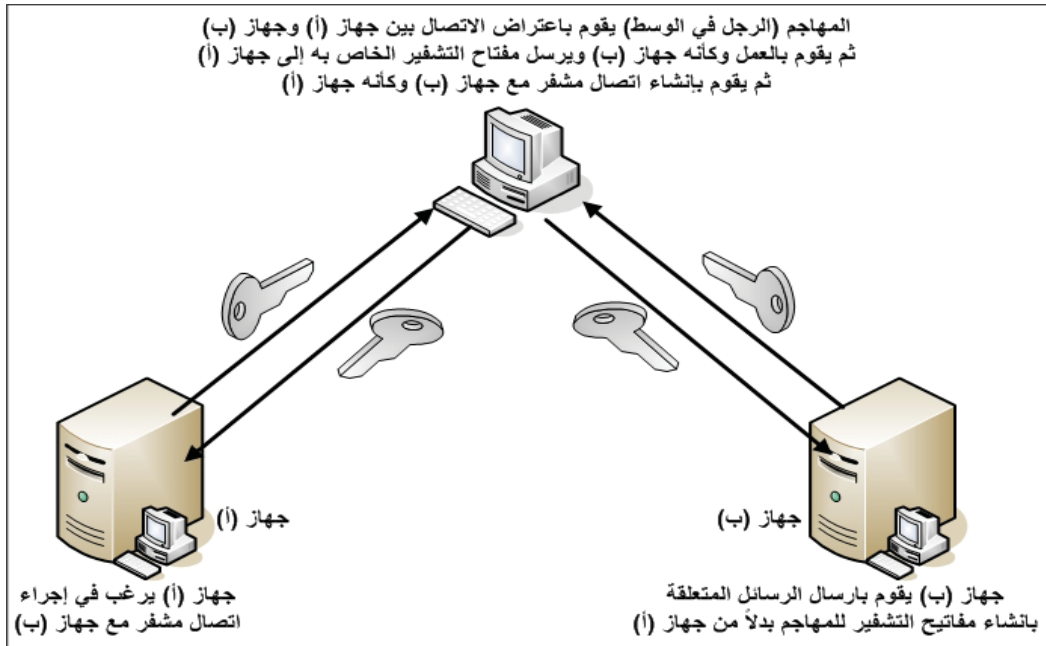 المهاجم (الرجل في الوسط) يقوم باعتراض الاتصال بين جهاز (أ) وجهاز (ب)
ثم يقوم بالعمل وكأنه جهاز (ب) ويرسل مفتاح التشفير الخاص به إلى جهاز (أ)
ثم يقوم بإنشاء اتصال مشفر مع جهاز (ب) وكأنه جهاز (أ)
جهاز (أ)
جهاز (ب)
جهاز (أ) يرغب في إجراء
اتصال مشفر مع جهاز (ب)
جهاز (ب) يقوم بارسال الرسائل المتعلقة
بانشاء مفاتيح التشفير للمهاجم بدلاً من جهاز (أ)